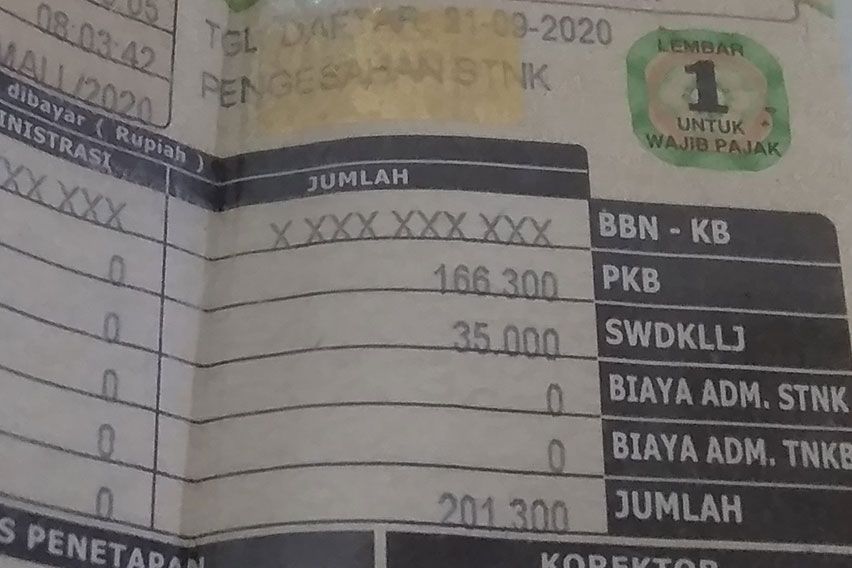 08:03:42
TGL DAFTAR 21-09-2020
/2020
PENGESAHAN STNK
LEMBAR
1
UNTUK
WAJIB PAJAK
dibayar ( Rupiah )
INISTRASI
JUMLAH
XX XXX
X XXX XXX XXX
BBN - KB
0
166.300
PKB
0
35.000
SWDKLLJ
0
0
BIAYA ADM. STNK
0
0
BIAYA ADM. TNKB
0
201.300
JUMLAH
S PENETAPAN
KOREKTOR